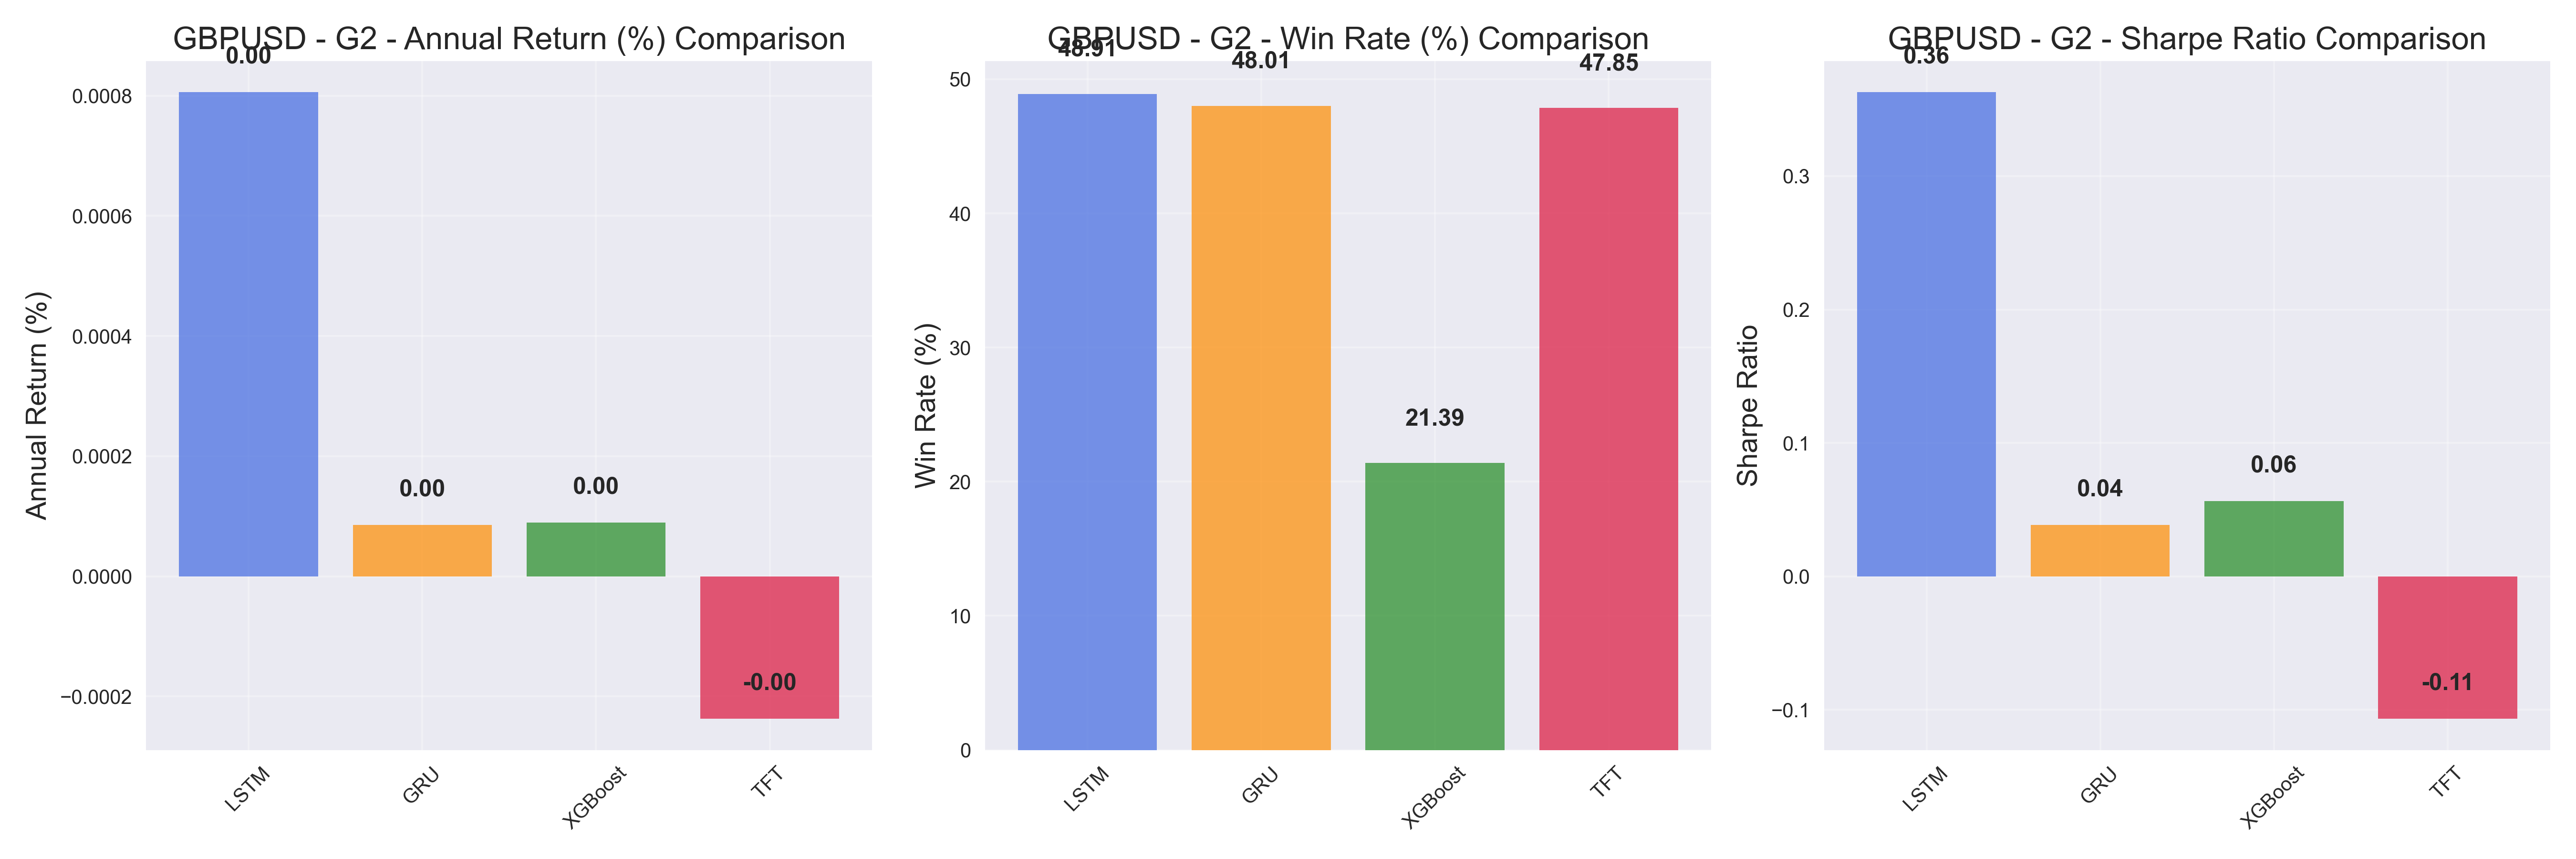 GBPUSD - G2 - Annual Return (%) Comparison
0.00
0.00
0.00
-0.00
Annual Return (%)
0.0008
0.0006
0.0004
0.0002
0.0000
−0.0002
LSTM
GRU
XGBoost
TFT
GBPUSD - G2 - Win Rate (%) Comparison
48.91
48.01
21.39
47.85
Win Rate (%)
50
40
30
20
10
0
LSTM
GRU
XGBoost
TFT
GBPUSD - G2 - Sharpe Ratio Comparison
0.36
0.04
0.06
-0.11
Sharpe Ratio
0.3
0.2
0.1
0.0
−0.1
LSTM
GRU
XGBoost
TFT